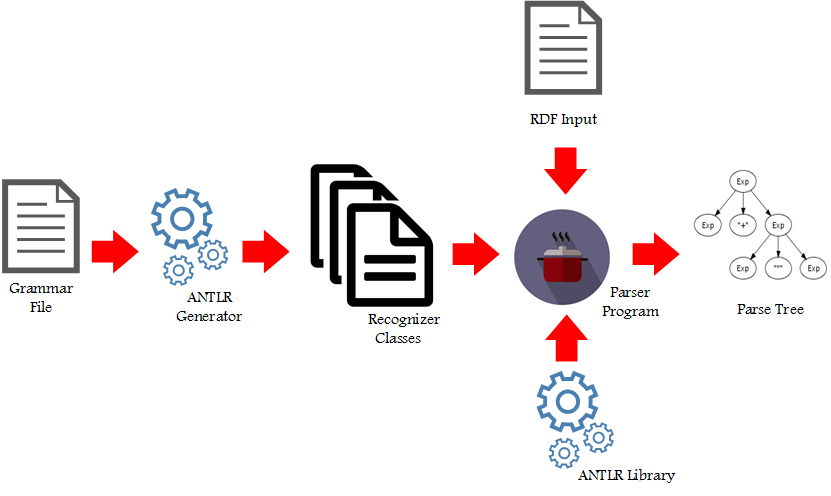 RDF Input
Grammar
File
ANTLR
Generator
Recognizer
Classes
Parser
Program
Exp
Exp
"+"
Exp
Exp
"*"
Exp
Parse Tree
ANTLR Library